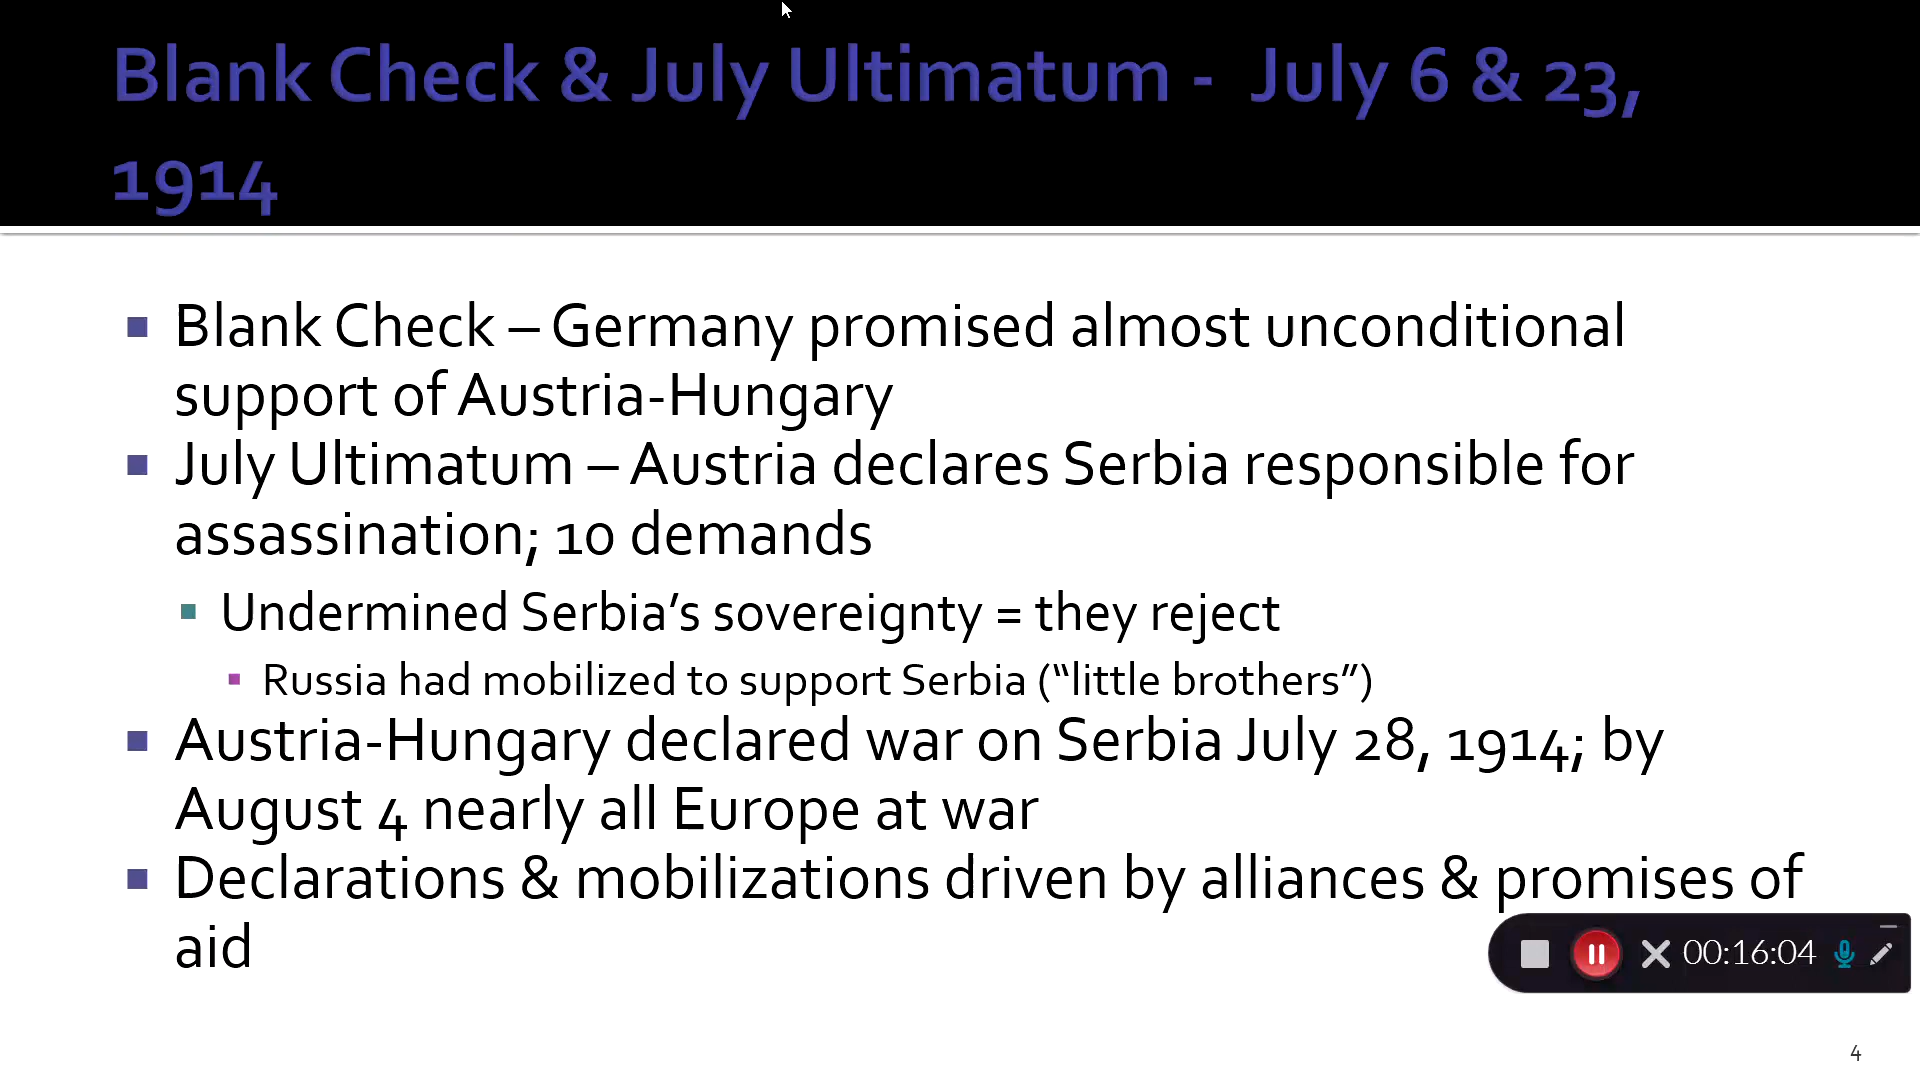 Blank Check & July Ultimatum -  July 6 & 23,
1914
Blank Check – Germany promised almost unconditional
support of Austria-Hungary
July Ultimatum – Austria declares Serbia responsible for
assassination; 10 demands
Undermined Serbia’s sovereignty = they reject
Russia had mobilized to support Serbia (“little brothers”)
Austria-Hungary declared war on Serbia July 28, 1914; by
August 4 nearly all Europe at war
Declarations & mobilizations driven by alliances & promises of
aid
00:16:04
4